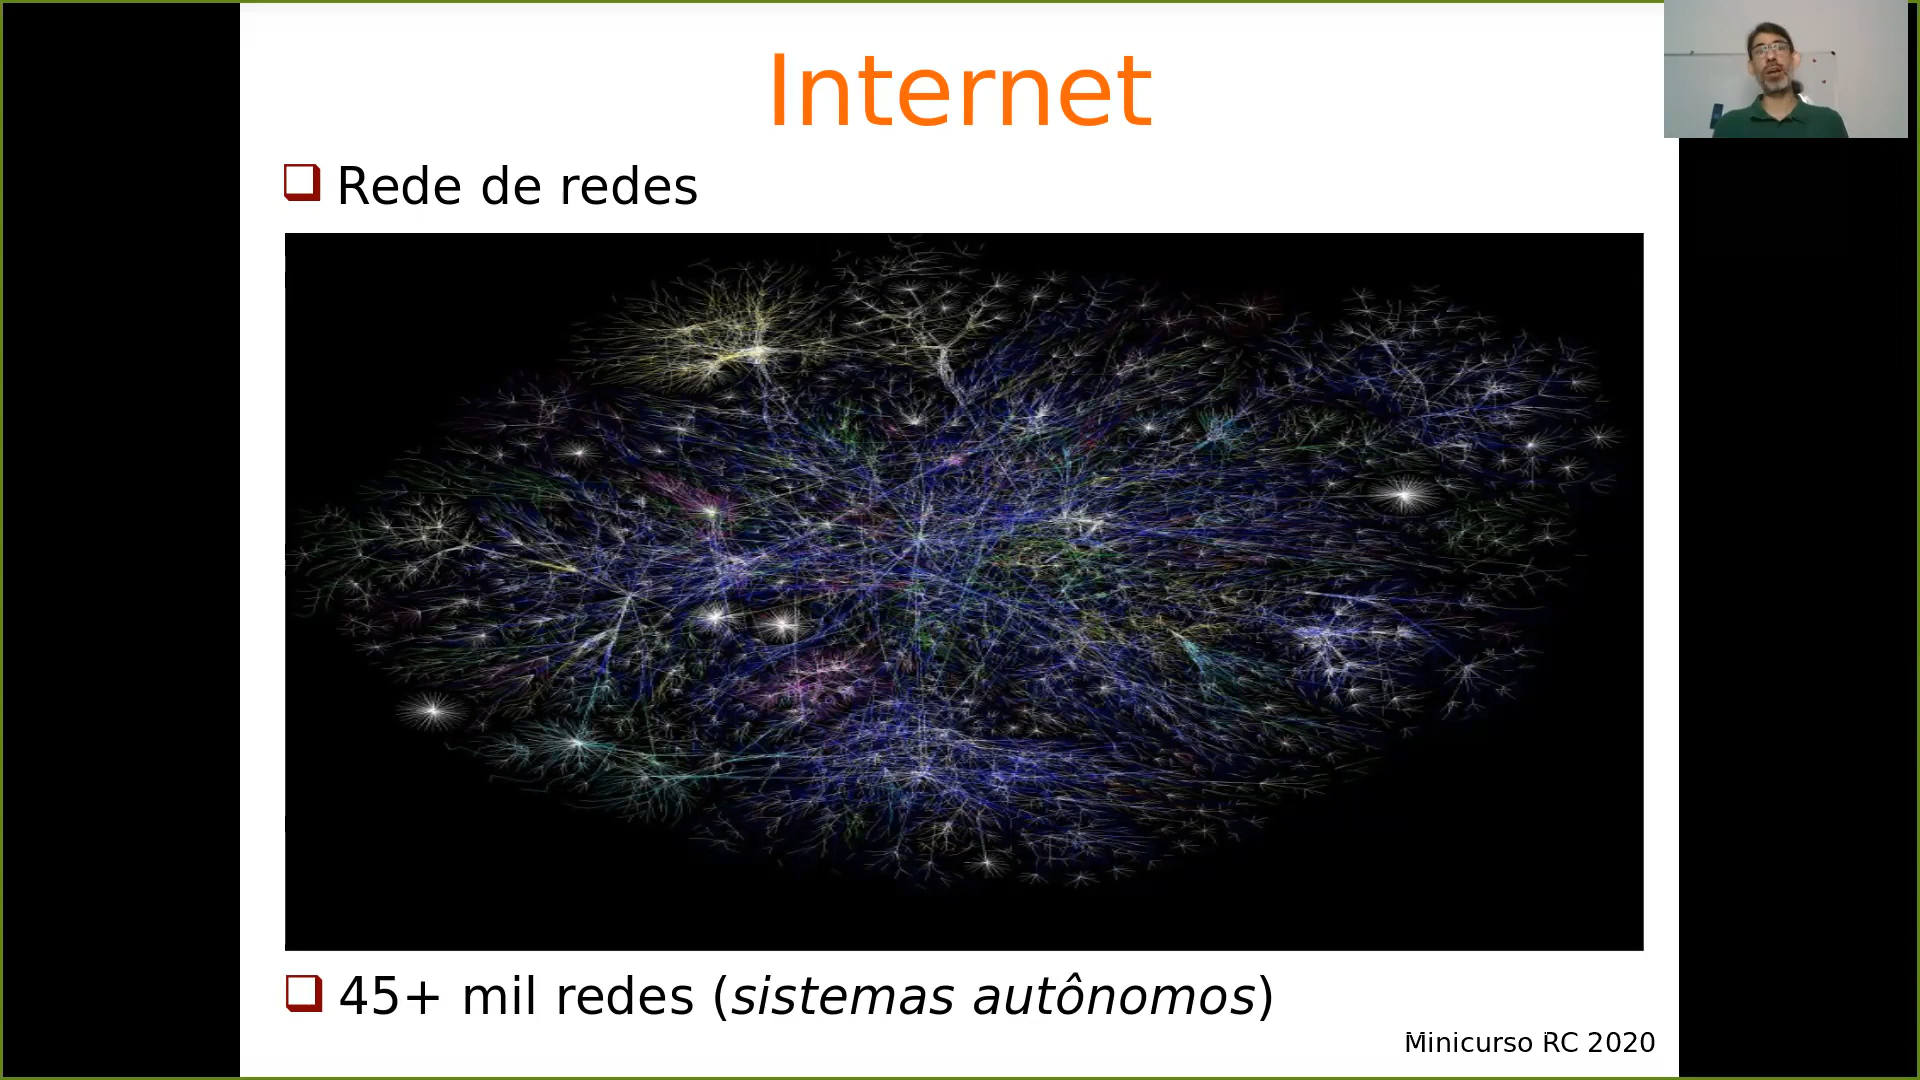 Internet
Rede de redes
45+ mil redes (sistemas autônomos)
Minicurso RC 2020